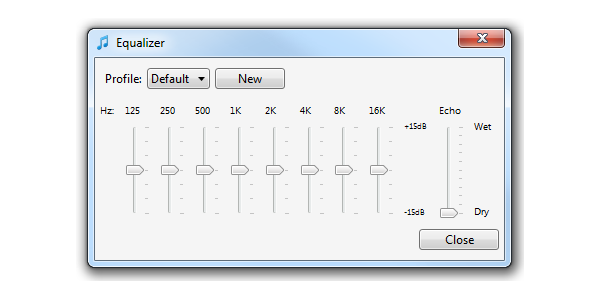 Equalizer
Profile: Default New
Hz: 125 250 500 1K 2K 4K 8K 16K Echo
+15dB Wet
-15dB Dry
Close